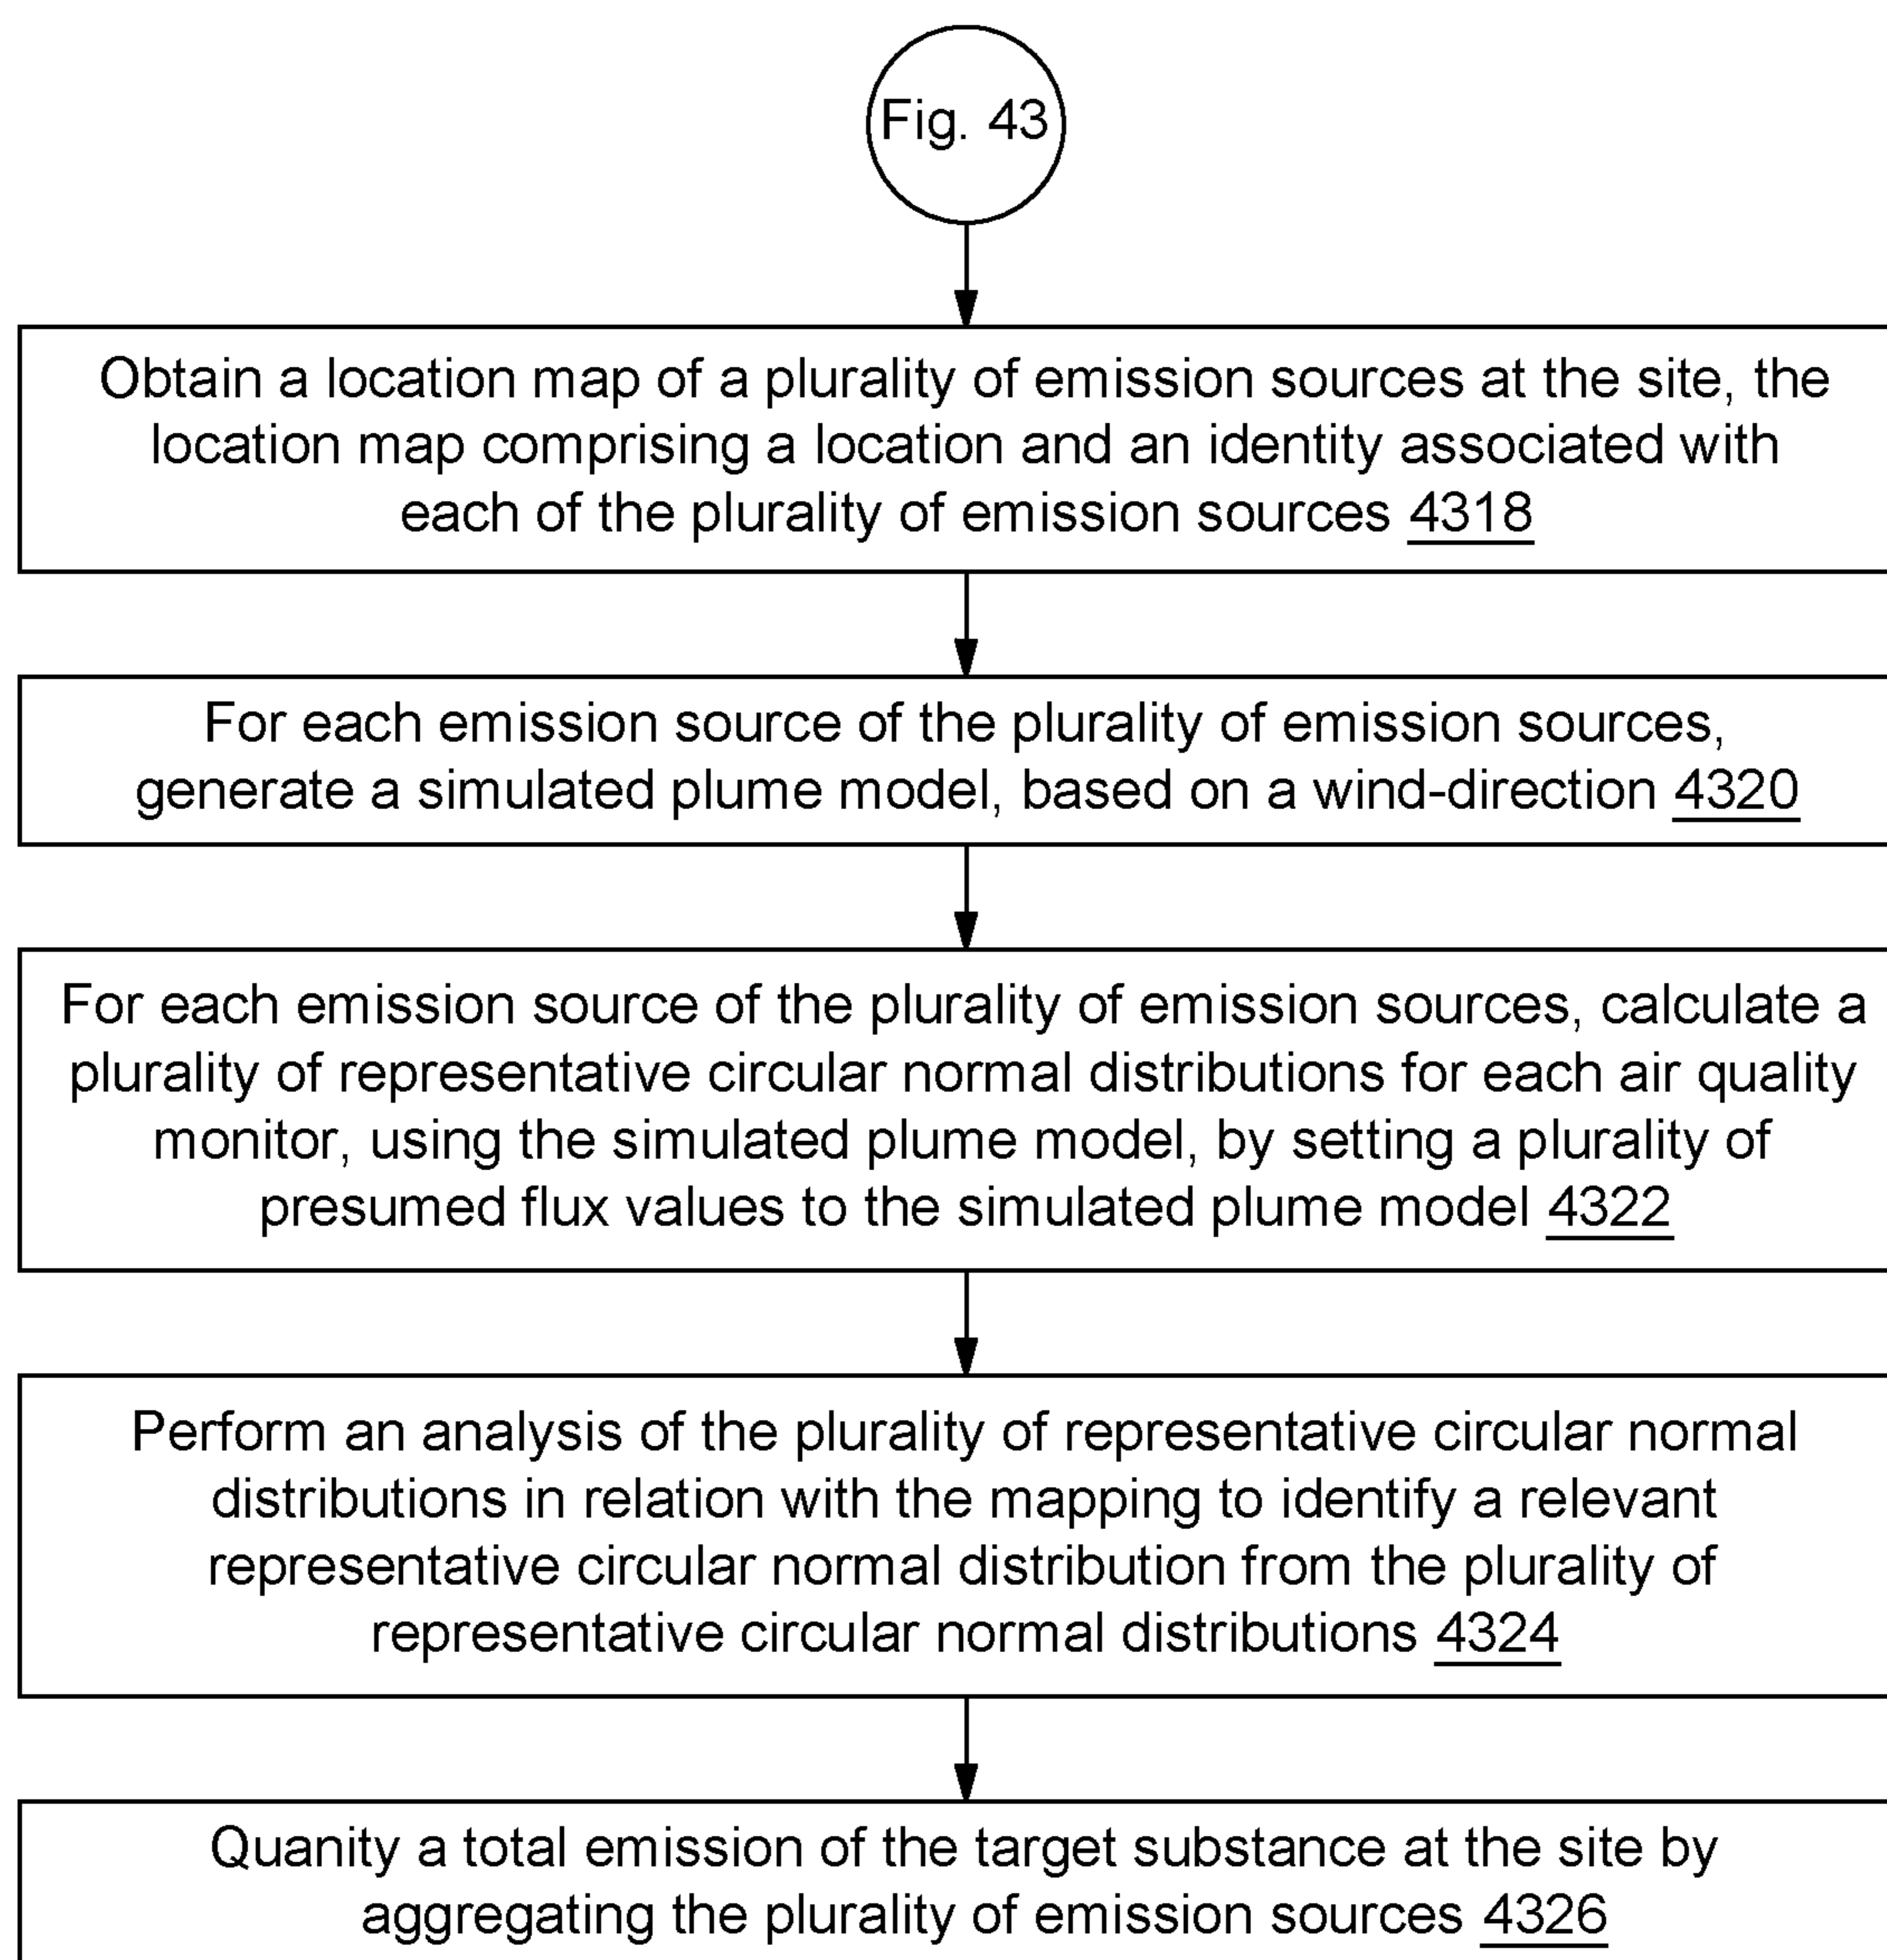 Fig. 43
Obtain a location map of a plurality of emission sources at the site, the
location map comprising a location and an identity associated with
each of the plurality of emission sources 4318
For each emission source of the plurality of emission sources,
generate a simulated plume model, based on a wind-direction 4320
For each emission source of the plurality of emission sources, calculate a
plurality of representative circular normal distributions for each air quality
monitor, using the simulated plume model, by setting a plurality of
presumed flux values to the simulated plume model 4322
Perform an analysis of the plurality of representative circular normal
distributions in relation with the mapping to identify a relevant
representative circular normal distribution from the plurality of
representative circular normal distributions 4324
Quanity a total emission of the target substance at the site by
aggregating the plurality of emission sources 4326